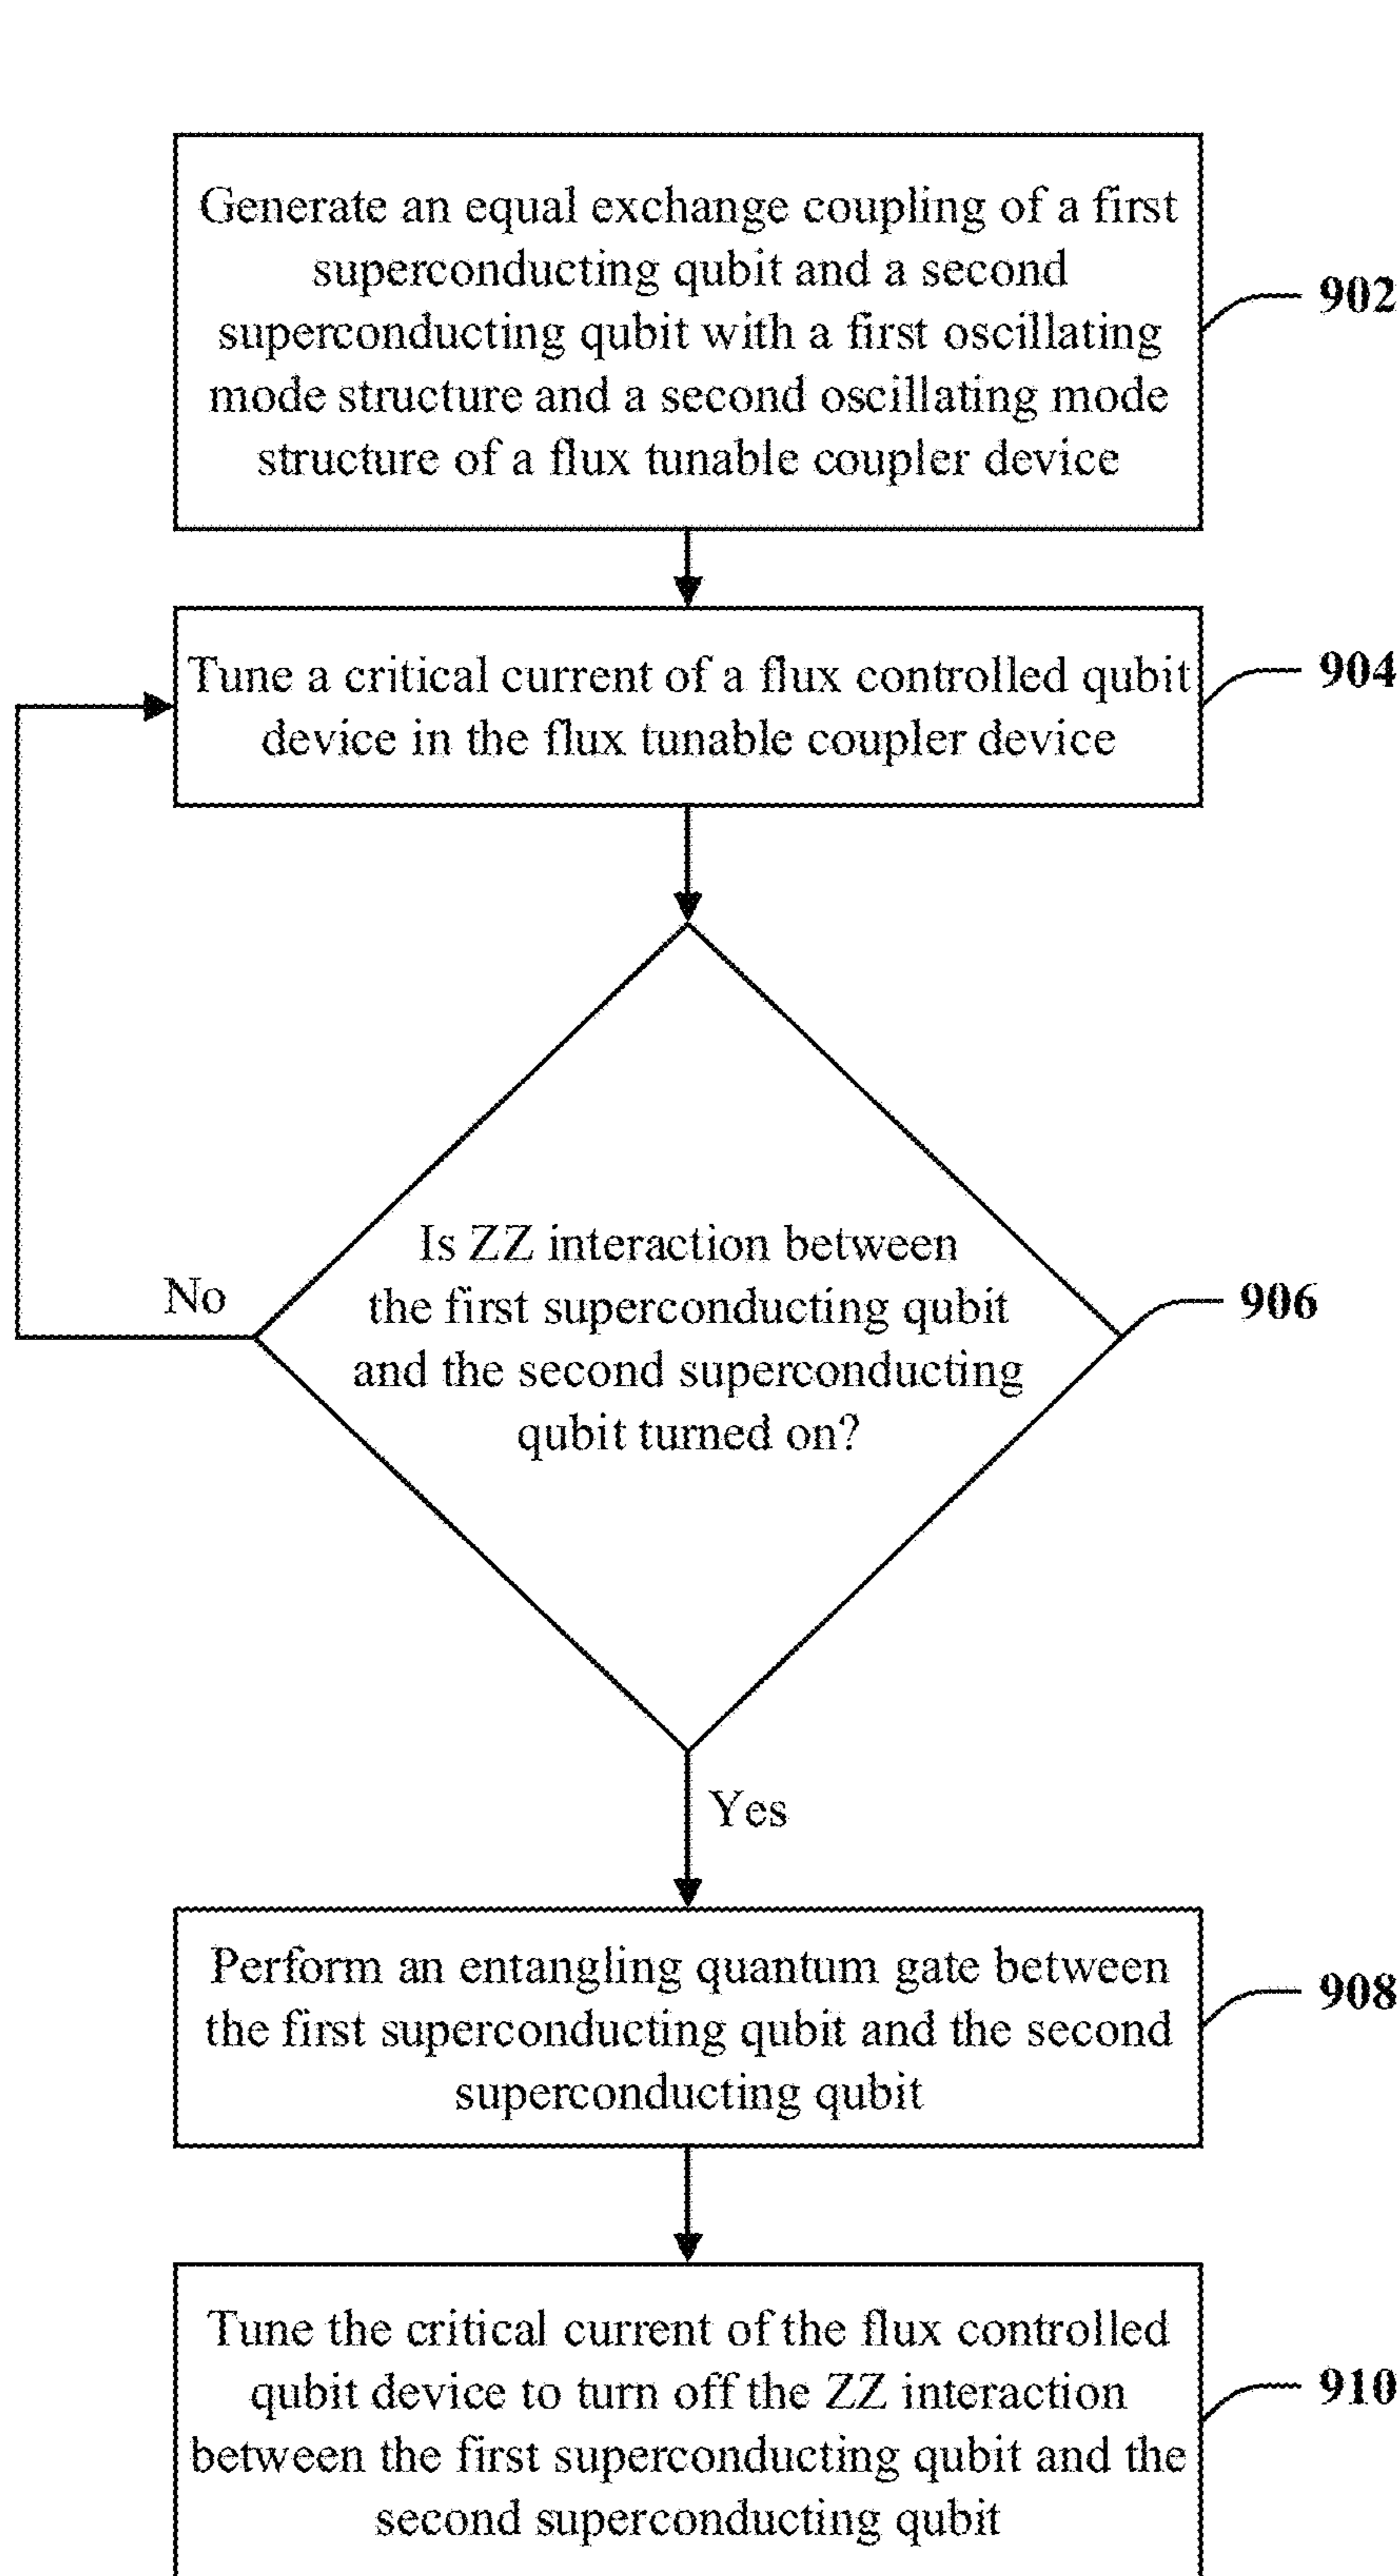 Generate an equal exchange coupling of a first
superconducting qubit and a second
superconducting qubit with a first oscillating
mode structure and a second oscillating mode
structure of a flux tunable coupler device
902
Tune a critical current of a flux controlled qubit
device in the flux tunable coupler device
904
Is ZZ interaction between
the first superconducting qubit
and the second superconducting
qubit turned on?
906
No
Yes
Perform an entangling quantum gate between
the first superconducting qubit and the second
superconducting qubit
908
Tune the critical current of the flux controlled
qubit device to turn off the ZZ interaction
between the first superconducting qubit and the
second superconducting qubit
910